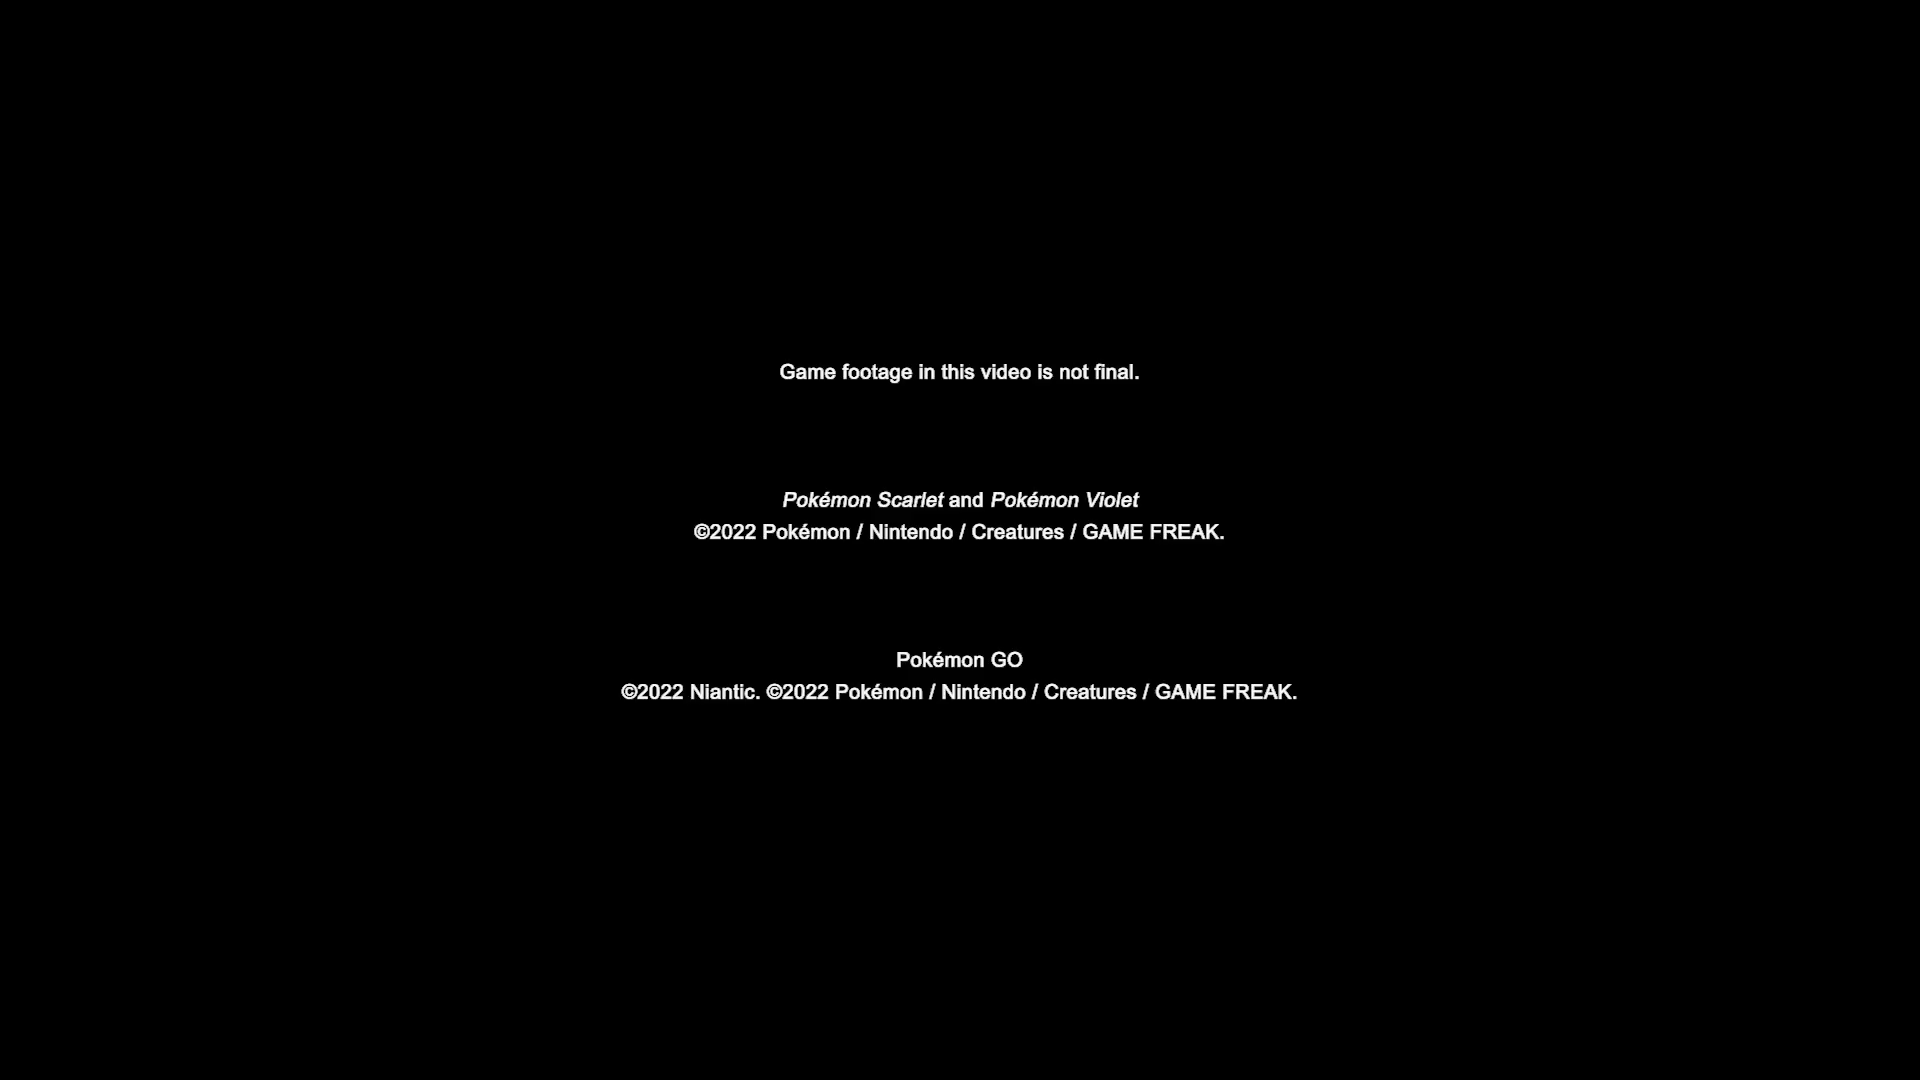 Game footage in this video is not final.
Pokémon Scarlet and Pokémon Violet
©2022 Pokémon / Nintendo / Creatures / GAME FREAK.
Pokémon GO
©2022 Niantic. ©2022 Pokémon / Nintendo / Creatures / GAME FREAK.